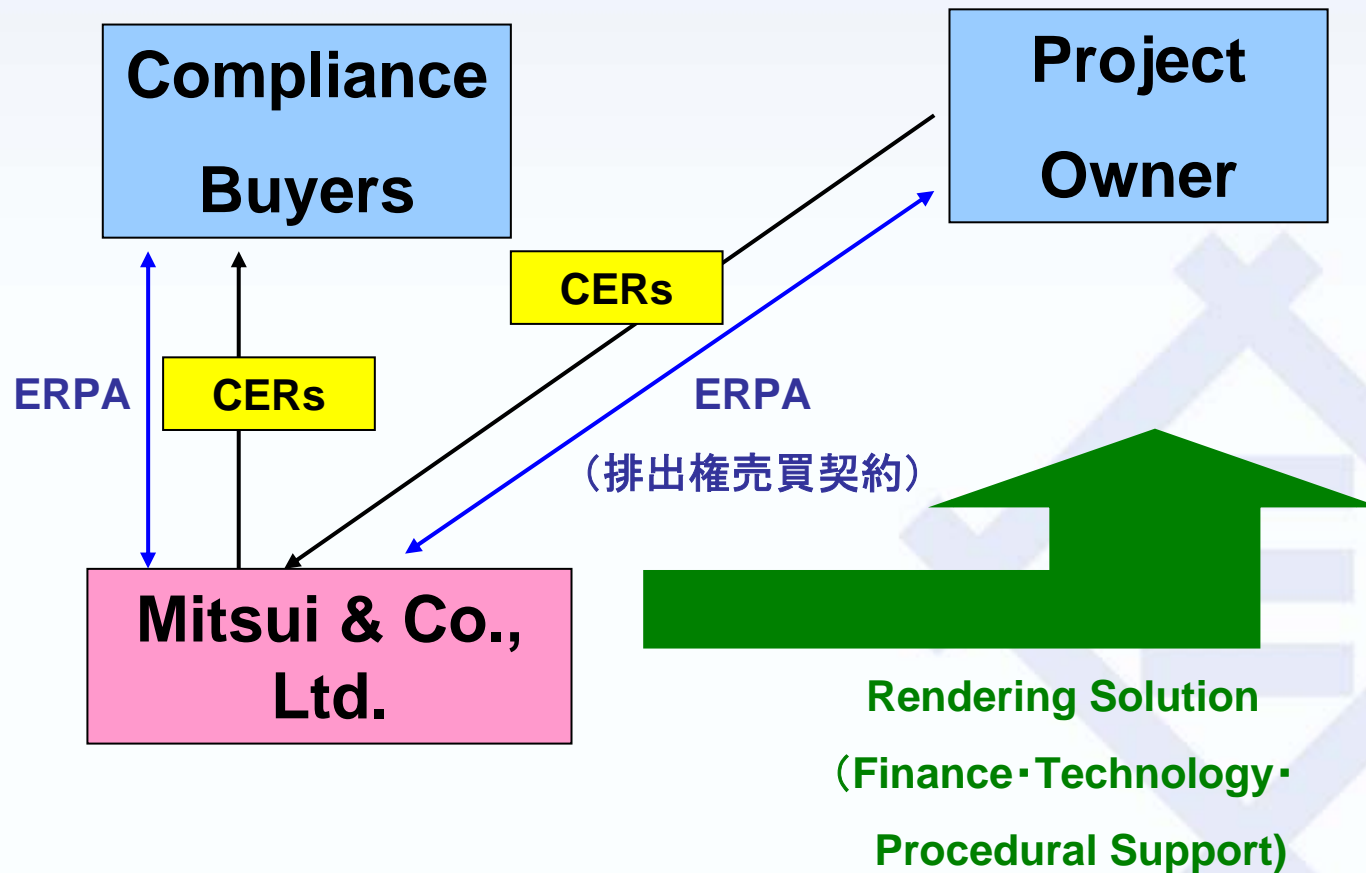 Compliance
Buyers
Project
Owner
CERs
ERPA
CERs
ERPA
（排出権売買契約）
Mitsui & Co.,
Ltd.
Rendering Solution
（Finance・Technology・
Procedural Support)